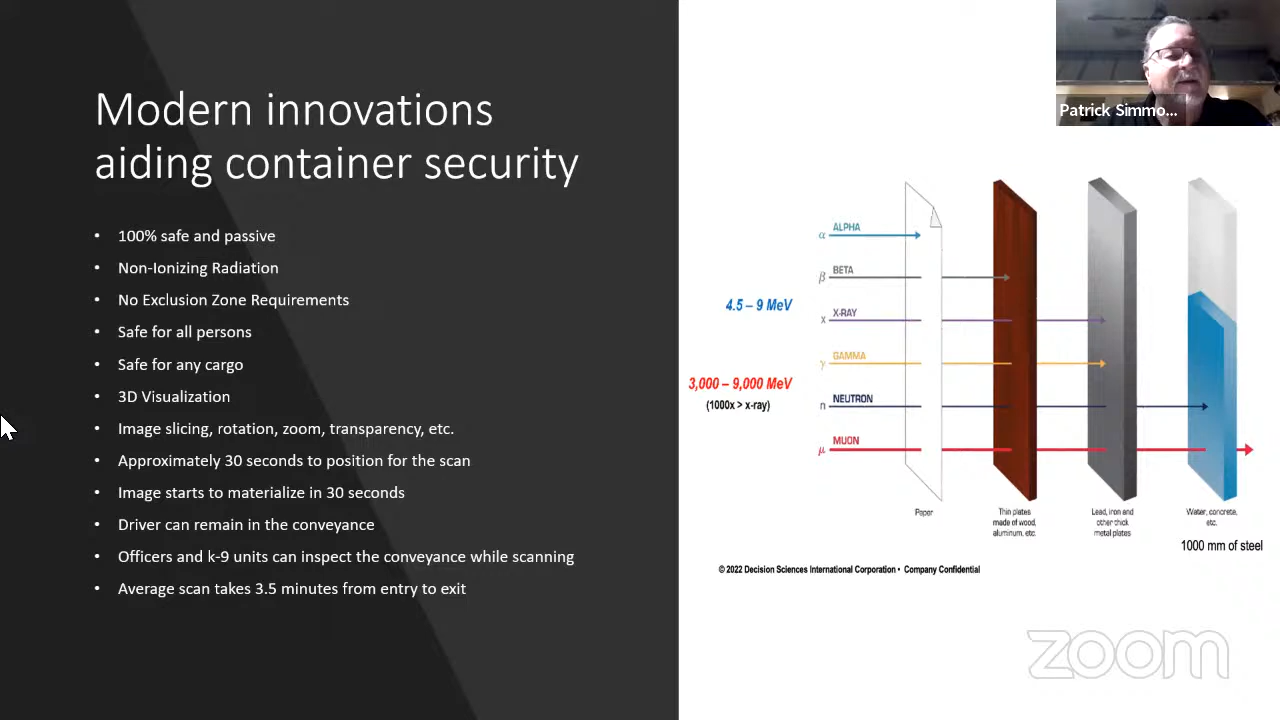 Modern innovations
aiding container security
• 100% safe and passive
• Non-Ionizing Radiation
• No Exclusion Zone Requirements
• Safe for all persons
• Safe for any cargo
• 3D Visualization
• Image slicing, rotation, zoom, transparency, etc.
• Approximately 30 seconds to position for the scan
• Image starts to materialize in 30 seconds
• Driver can remain in the conveyance
• Officers and k-9 units can inspect the conveyance while scanning
• Average scan takes 3.5 minutes from entry to exit
Patrick Simmo...
α ALPHA
β BETA
4.5 – 9 MeV
x X-RAY
γ GAMMA
3,000 – 9,000 MeV
(1000x > x-ray)
n NEUTRON
μ MUON
Paper
Thin plates
made of wood,
aluminum, etc.
Lead, iron and
other thick
metal plates
Water, concrete,
etc.
1000 mm of steel
© 2022 Decision Sciences International Corporation • Company Confidential
zoom